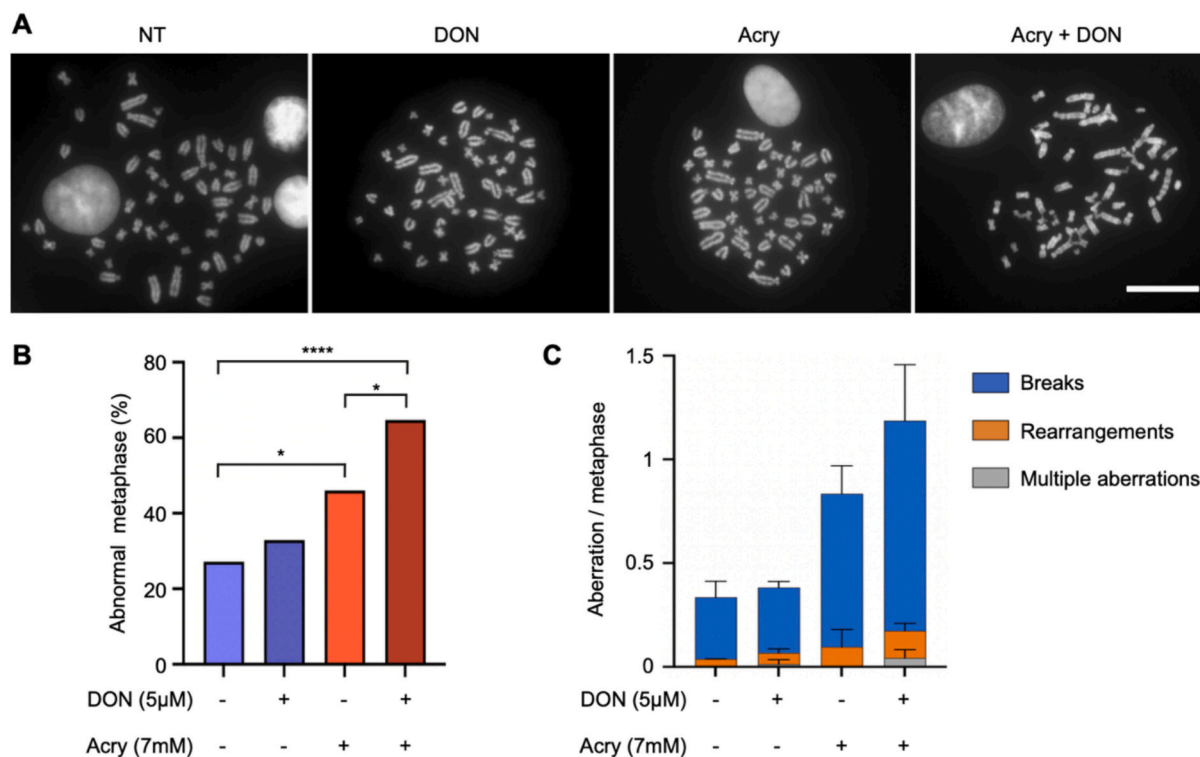 A
NT
DON
Acry
Acry + DON
B
Abnormal metaphase (%)
80
60
40
20
0
****
*
*
DON (5µM) - + - +
Acry (7mM) - - + +
C
Aberration / metaphase
1.5
1
0.5
0
Breaks
Rearrangements
Multiple aberrations
DON (5µM) - + - +
Acry (7mM) - - + +